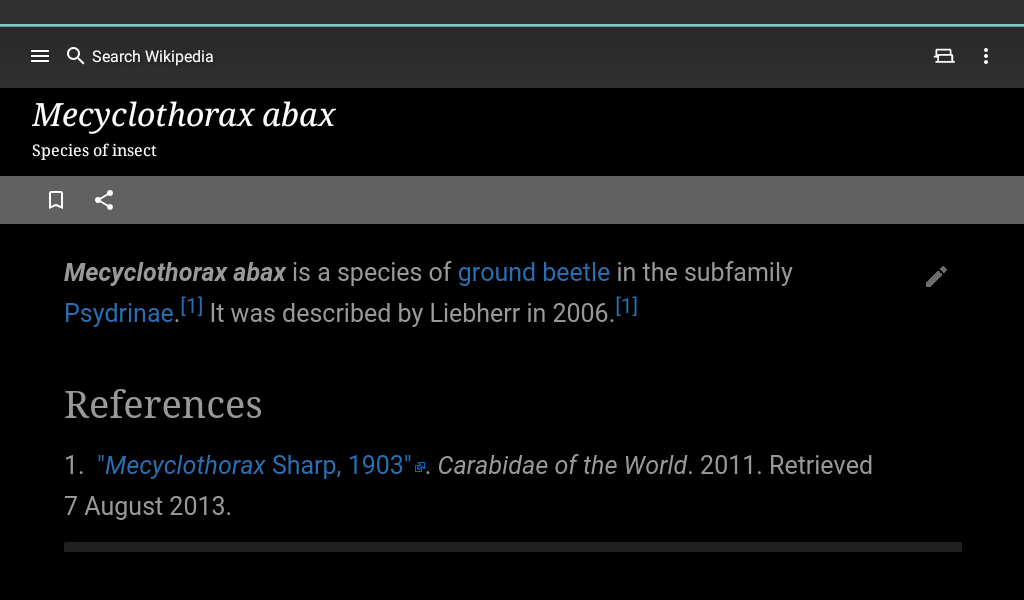 Search Wikipedia
Mecyclothorax abax
Species of insect
Mecyclothorax abax is a species of ground beetle in the subfamily
Psydrinae.[1] It was described by Liebherr in 2006.[1]
References
1. "Mecyclothorax Sharp, 1903". Carabidae of the World. 2011. Retrieved
7 August 2013.